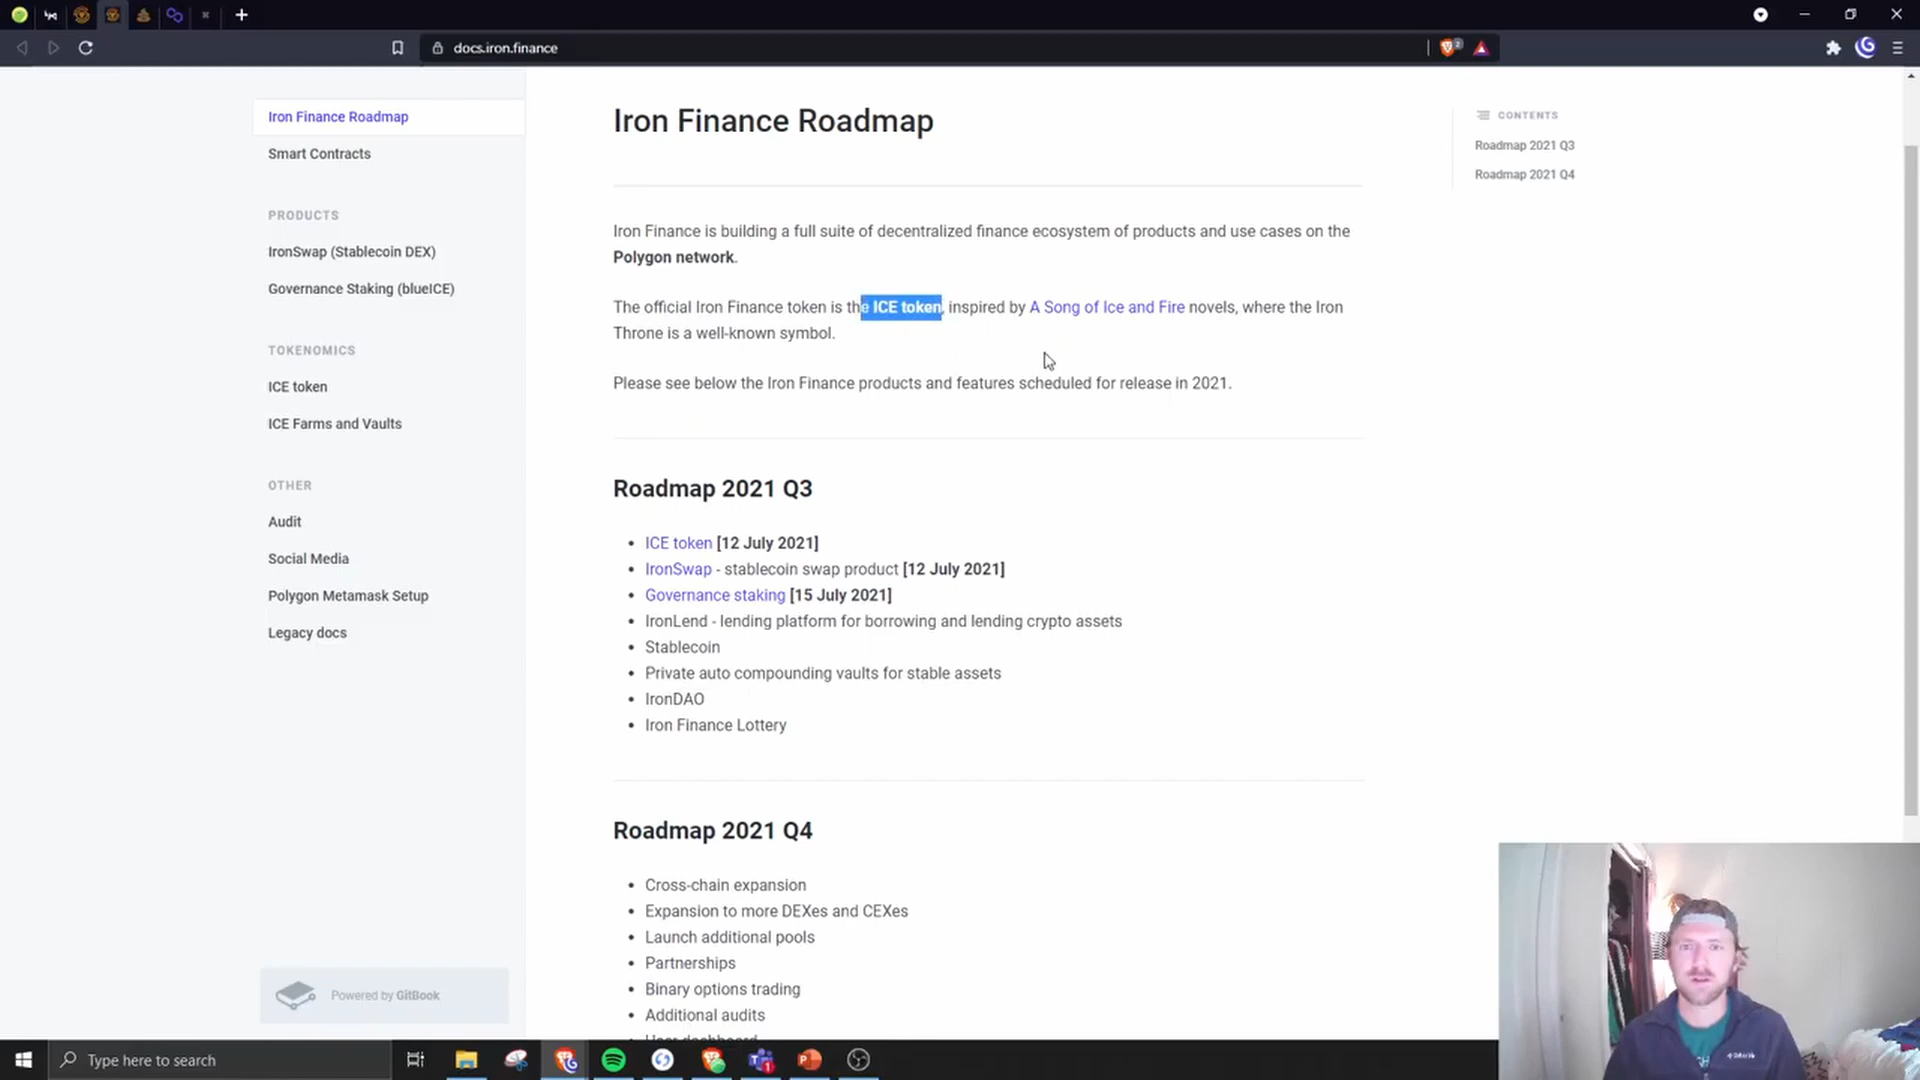 docs.iron.finance
2
Iron Finance Roadmap
Smart Contracts
PRODUCTS
IronSwap (Stablecoin DEX)
Governance Staking (blueICE)
TOKENOMICS
ICE token
ICE Farms and Vaults
OTHER
Audit
Social Media
Polygon Metamask Setup
Legacy docs
Powered by GitBook
Iron Finance Roadmap
Iron Finance is building a full suite of decentralized finance ecosystem of products and use cases on the
Polygon network.
The official Iron Finance token is the ICE token, inspired by A Song of Ice and Fire novels, where the Iron
Throne is a well-known symbol.
Please see below the Iron Finance products and features scheduled for release in 2021.
Roadmap 2021 Q3
• ICE token [12 July 2021]
• IronSwap - stablecoin swap product [12 July 2021]
• Governance staking [15 July 2021]
• IronLend - lending platform for borrowing and lending crypto assets
• Stablecoin
• Private auto compounding vaults for stable assets
• IronDAO
• Iron Finance Lottery
Roadmap 2021 Q4
• Cross-chain expansion
• Expansion to more DEXes and CEXes
• Launch additional pools
• Partnerships
• Binary options trading
• Additional audits
• User dashboard
CONTENTS
Roadmap 2021 Q3
Roadmap 2021 Q4
Type here to search